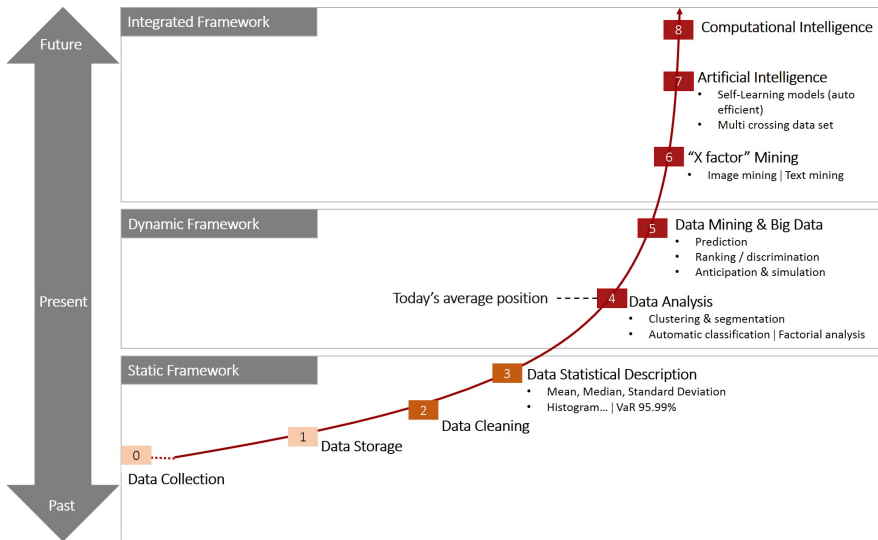 Integrated Framework
Future
8
Computational Intelligence
7
Artificial Intelligence
• Self-Learning models (auto
efficient)
• Multi crossing data set
6
“X factor” Mining
• Image mining | Text mining
Dynamic Framework
5
Data Mining & Big Data
• Prediction
• Ranking / discrimination
• Anticipation & simulation
Present
Today’s average position
4
Data Analysis
• Clustering & segmentation
• Automatic classification | Factorial analysis
Static Framework
3
Data Statistical Description
• Mean, Median, Standard Deviation
• Histogram... | VaR 95.99%
2
Data Cleaning
1
Data Storage
0
Data Collection
Past